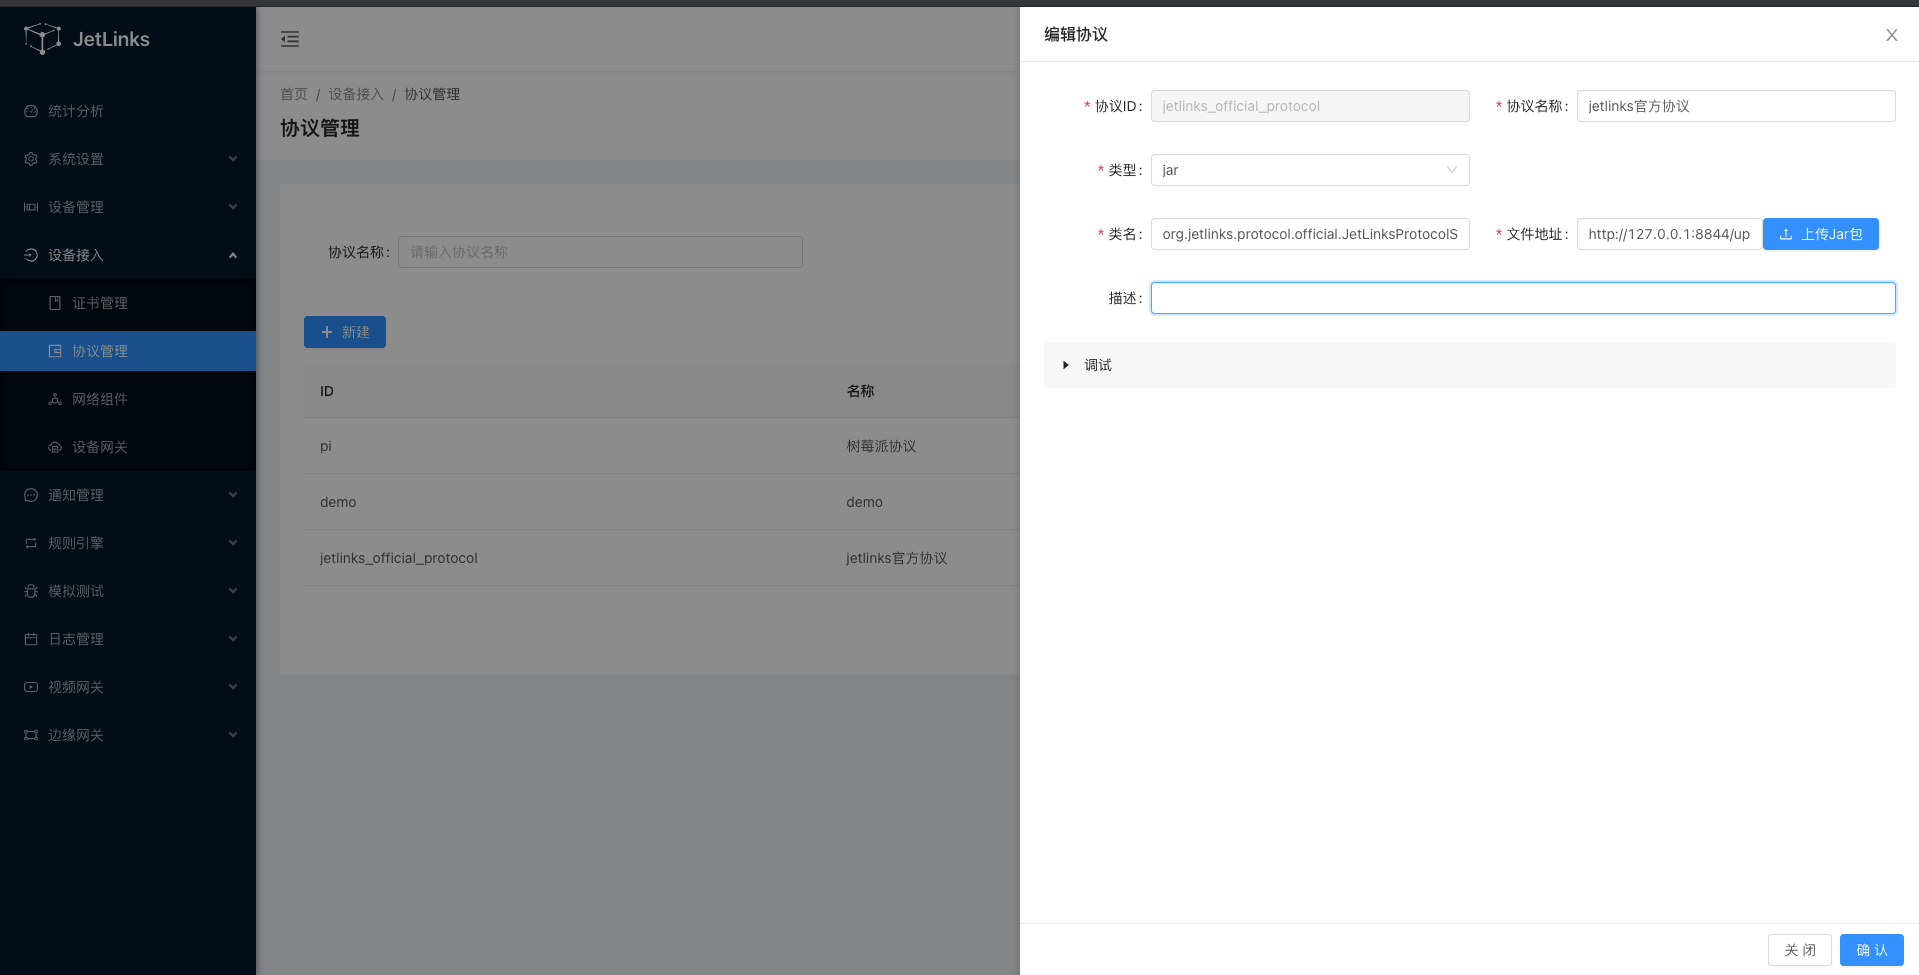 JetLinks
统计分析
系统设置
设备管理
设备接入
证书管理
协议管理
网络组件
设备网关
通知管理
规则引擎
模拟测试
日志管理
视频网关
边缘网关
首页 / 设备接入 / 协议管理
协议管理
协议名称: 请输入协议名称
+ 新建
ID 名称
pi 树莓派协议
demo demo
jetlinks_official_protocol jetlinks官方协议
编辑协议
* 协议ID: jetlinks_official_protocol * 协议名称: jetlinks官方协议
* 类型: jar
* 类名: org.jetlinks.protocol.official.JetLinksProtocolS * 文件地址: http://127.0.0.1:8844/up 上传Jar包
描述:
调试
关 闭 确 认